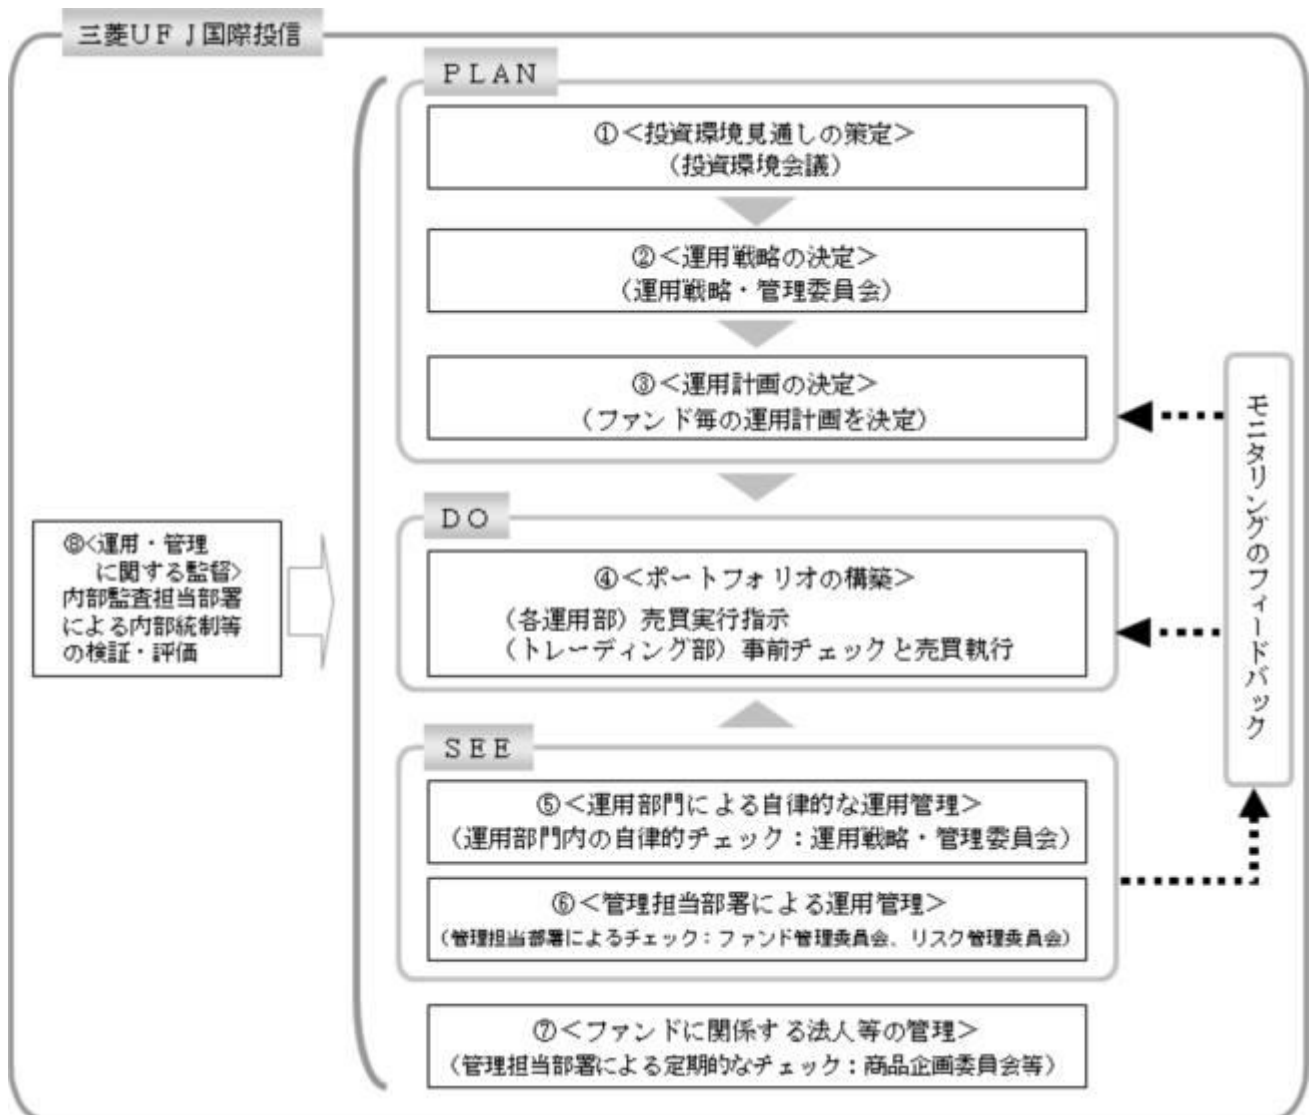 三菱UFJ国際投信
PLAN
①＜投資環境見通しの策定＞
（投資環境会議）
②＜運用戦略の決定＞
（運用戦略・管理委員会）
③＜運用計画の決定＞
（ファンド毎の運用計画を決定）
DO
④＜ポートフォリオの構築＞
（各運用部）売買実行指示
（トレーディング部）事前チェックと売買執行
SEE
⑤＜運用部門による自律的な運用管理＞
（運用部門内の自律的チェック：運用戦略・管理委員会）
⑥＜管理担当部署による運用管理＞
（管理担当部署によるチェック：ファンド管理委員会、リスク管理委員会）
⑦＜ファンドに関係する法人等の管理＞
（管理担当部署による定期的なチェック：商品企画委員会等）
⑧<運用・管理
に関する監督>
内部監査担当部署
による内部統制等
の検証・評価
モニタリングのフィードバック